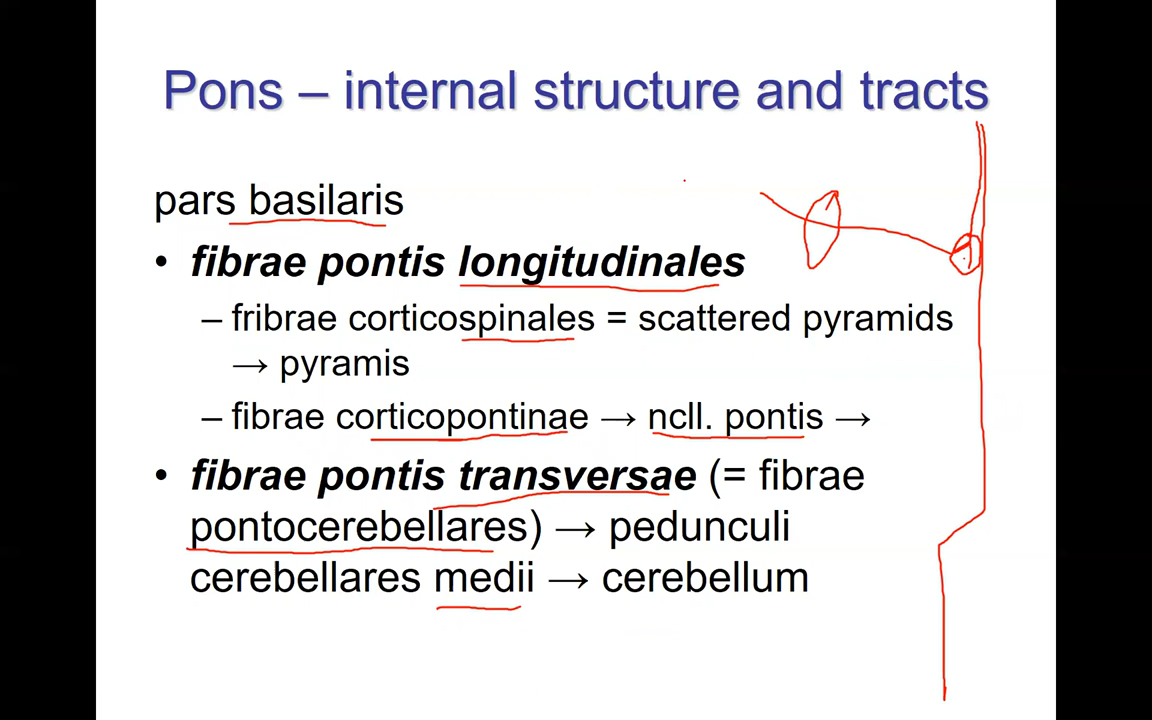 Pons – internal structure and tracts
pars basilaris
• fibrae pontis longitudinales
– fribrae corticospinales = scattered pyramids
→ pyramis
– fibrae corticopontinae → ncll. pontis →
• fibrae pontis transversae (= fibrae
pontocerebellares) → pedunculi
cerebellares medii → cerebellum